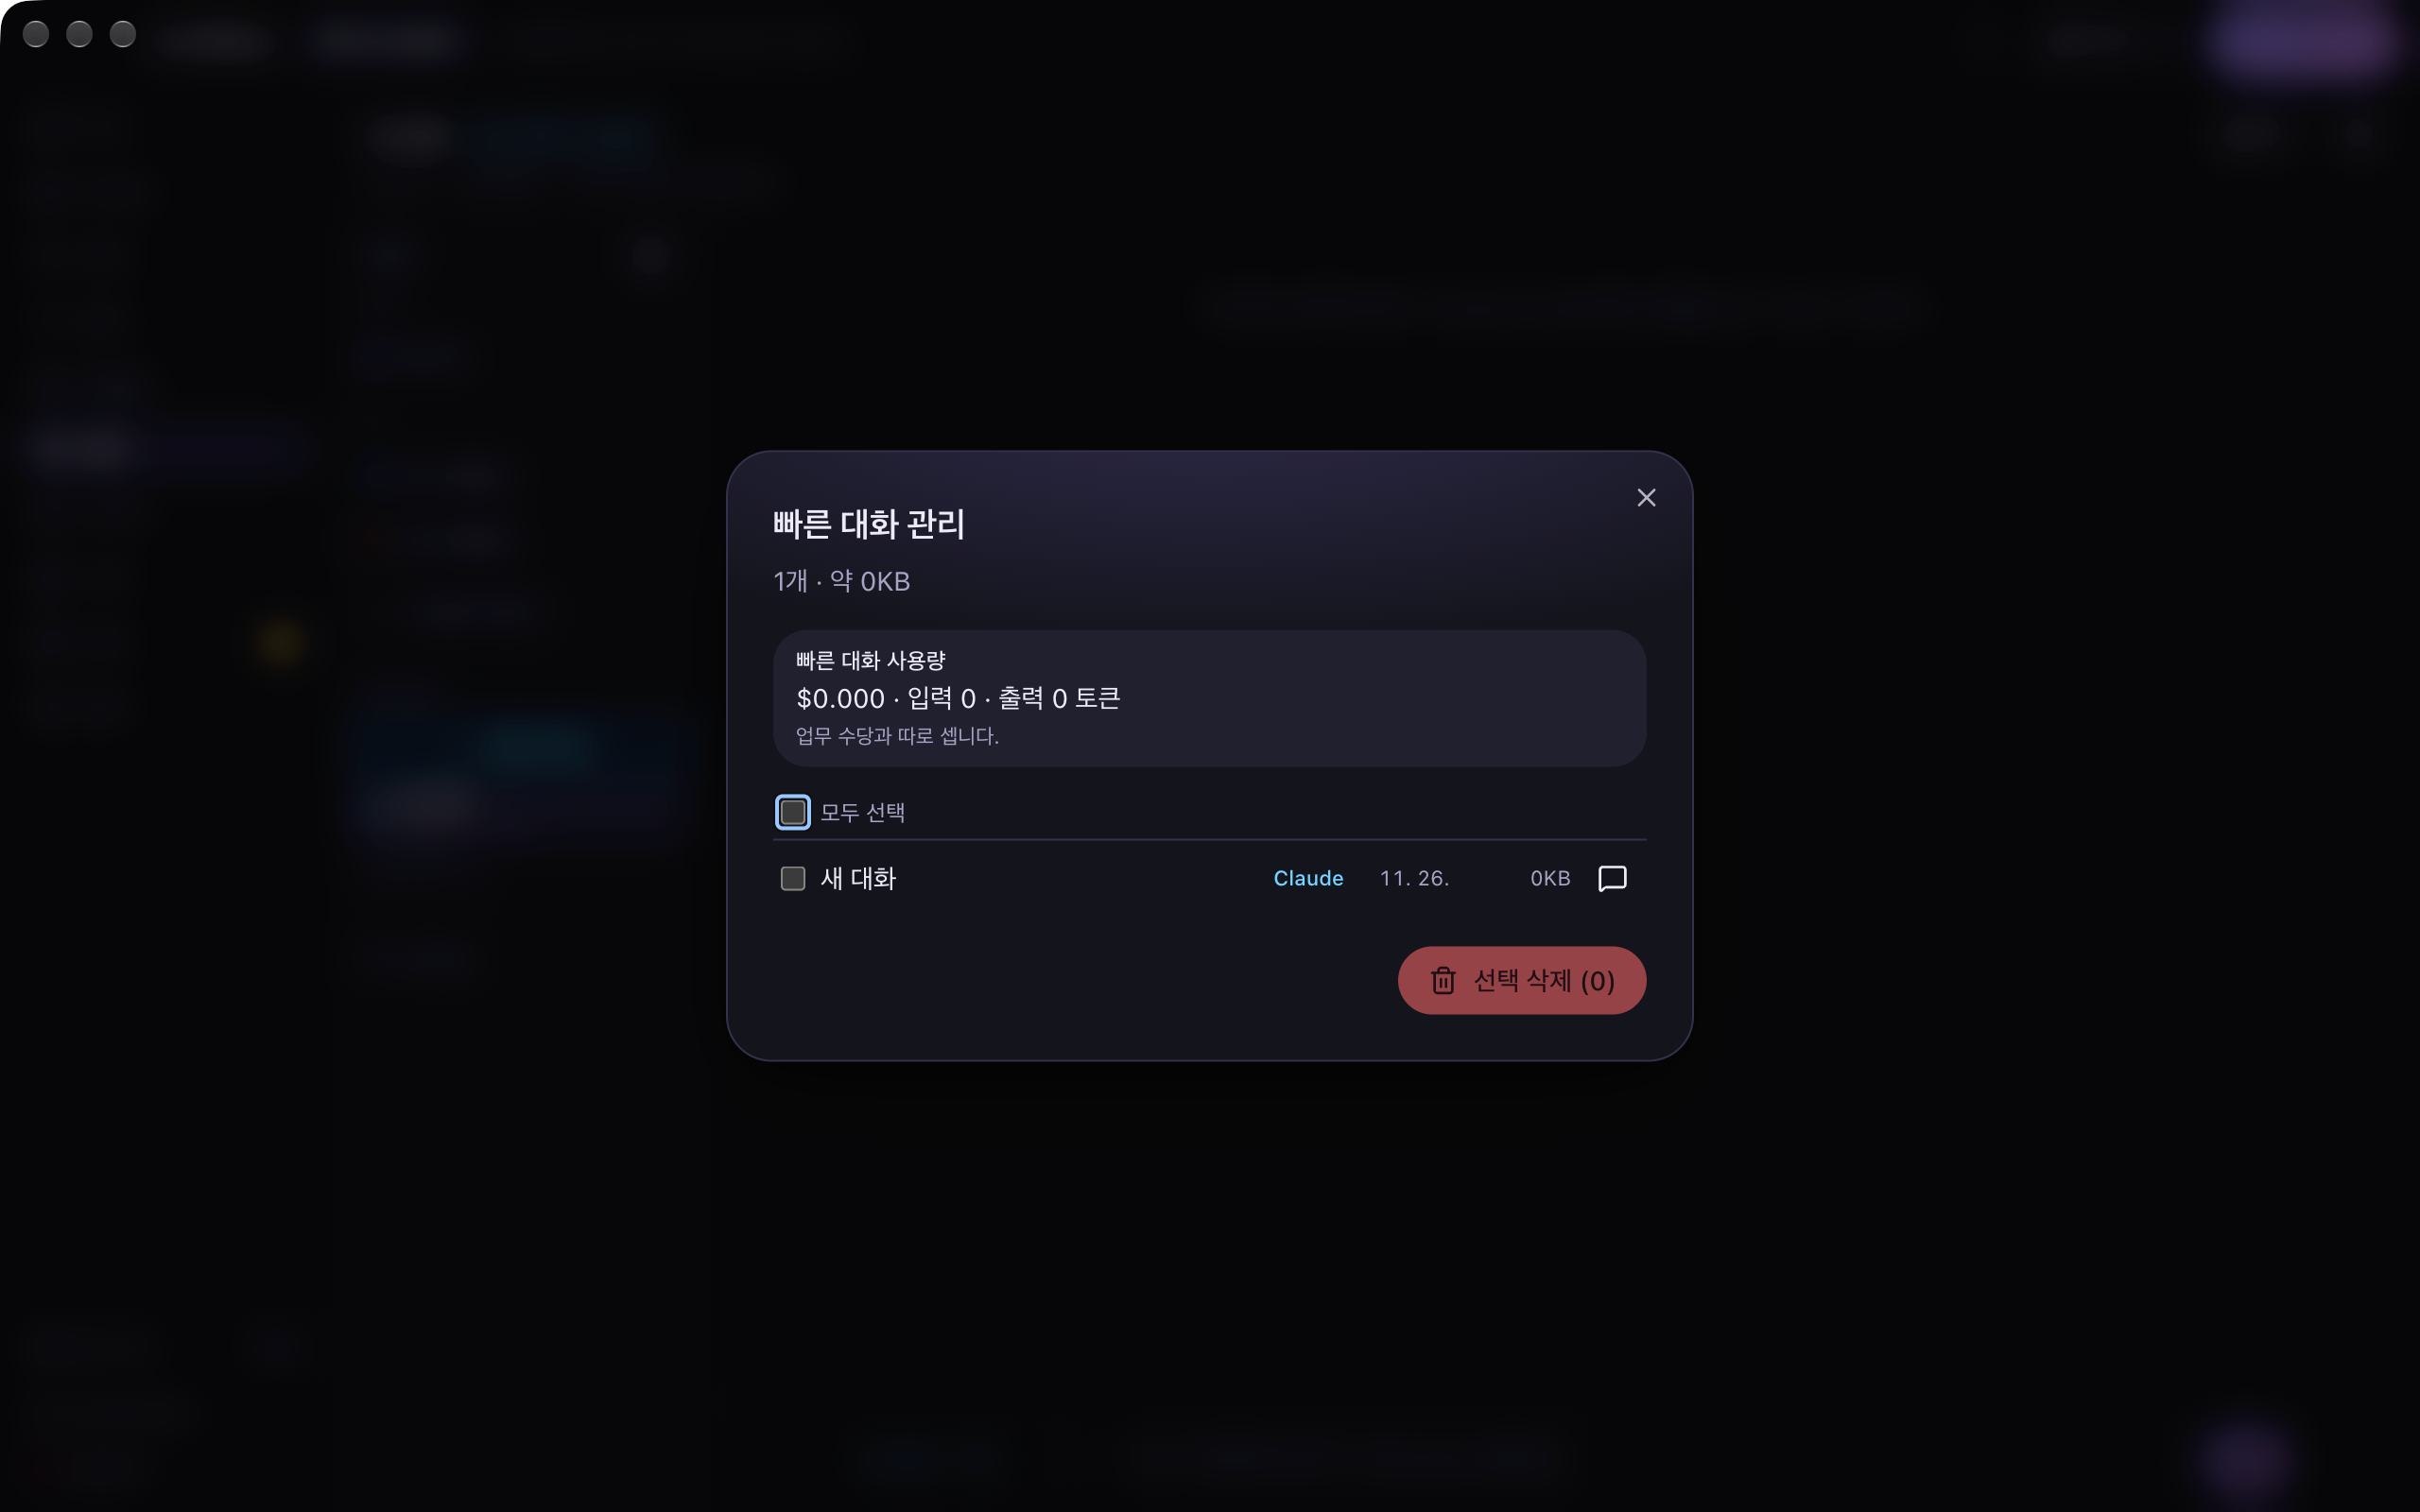 빠른 대화 관리
1개 · 약 0KB
빠른 대화 사용량
$0.000 · 입력 0 · 출력 0 토큰
업무 수당과 따로 셉니다.
모두 선택
새 대화 Claude 11. 26. 0KB
선택 삭제 (0)